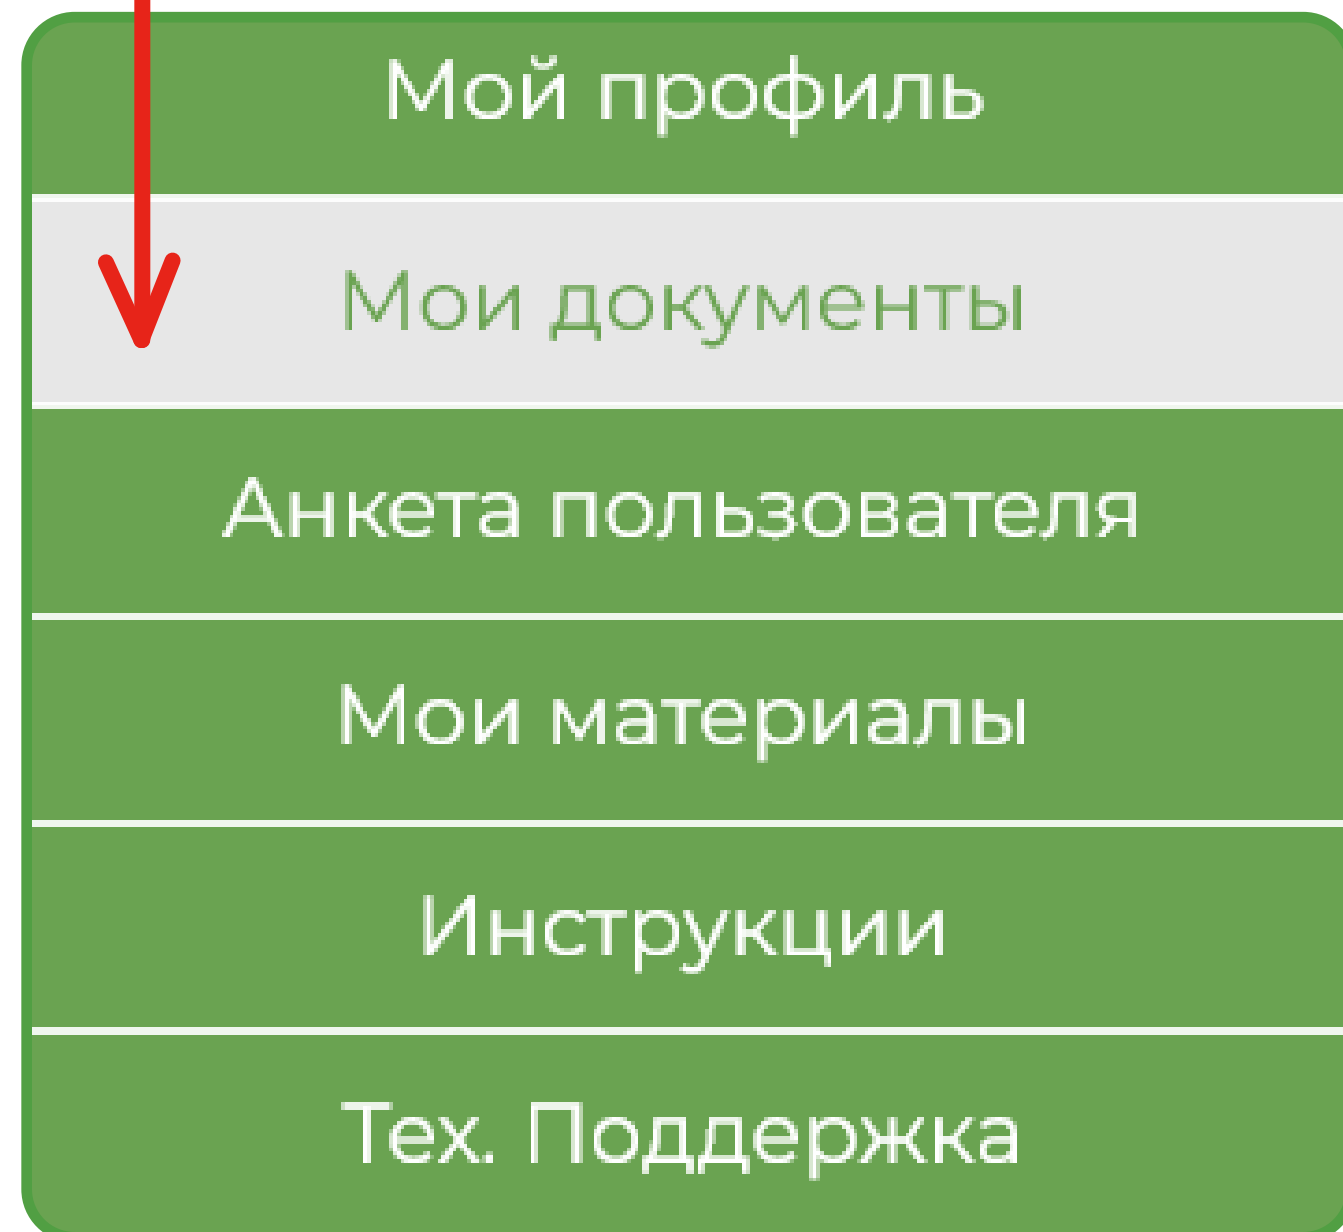 Мой профиль
Мои документы
Анкета пользователя
Мои материалы
Инструкции
Тех. Поддержка